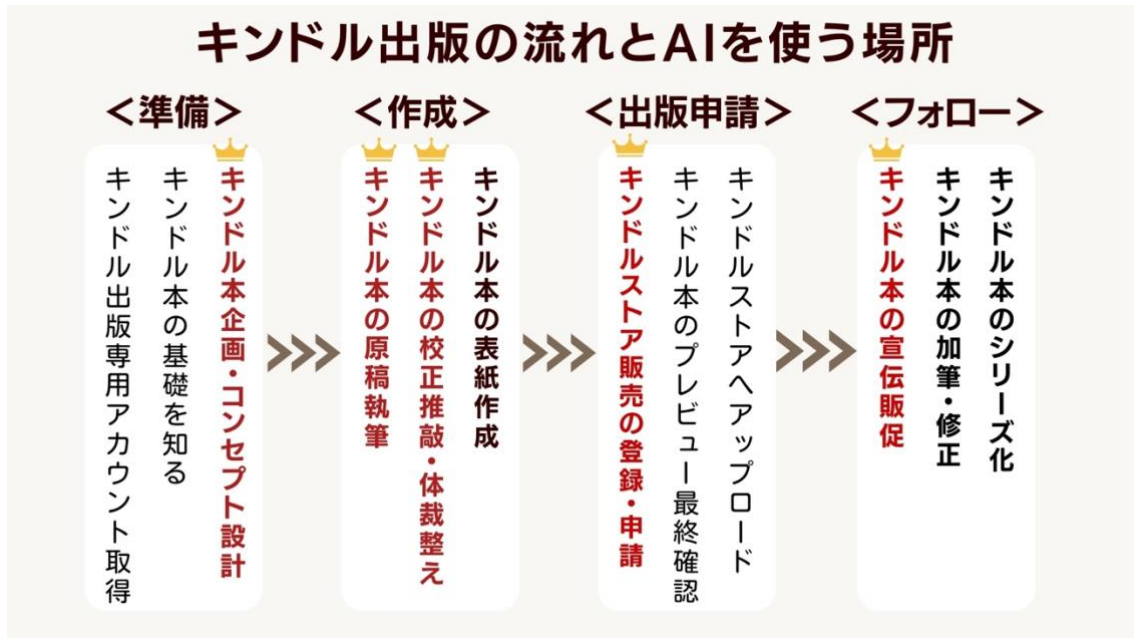 キンドル出版の流れとAIを使う場所
＜準備＞
キンドル本企画・コンセプト設計
キンドル本の基礎を知る
キンドル出版専用アカウント取得
＜作成＞
キンドル本の表紙作成
キンドル本の校正推敲・体裁整え
キンドル本の原稿執筆
＜出版申請＞
キンドルストアへアップロード
キンドル本のプレビュー最終確認
キンドルストア販売の登録・申請
＜フォロー＞
キンドル本のシリーズ化
キンドル本の加筆・修正
キンドル本の宣伝販促